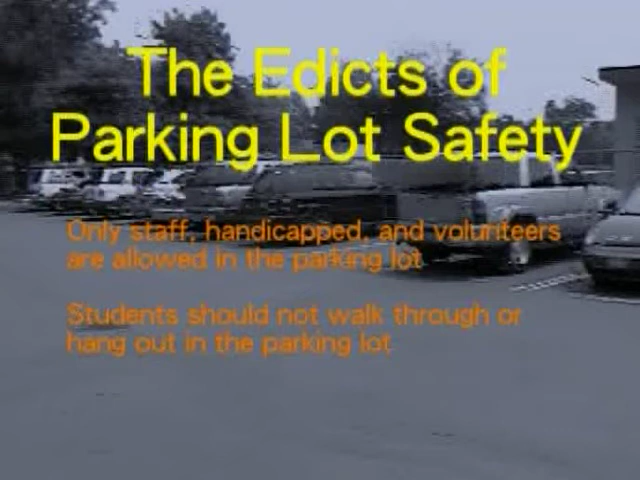 The Edicts of
Parking Lot Safety
Only staff, handicapped, and volunteers
are allowed in the parking lot
Students should not walk through or
hang out in the parking lot